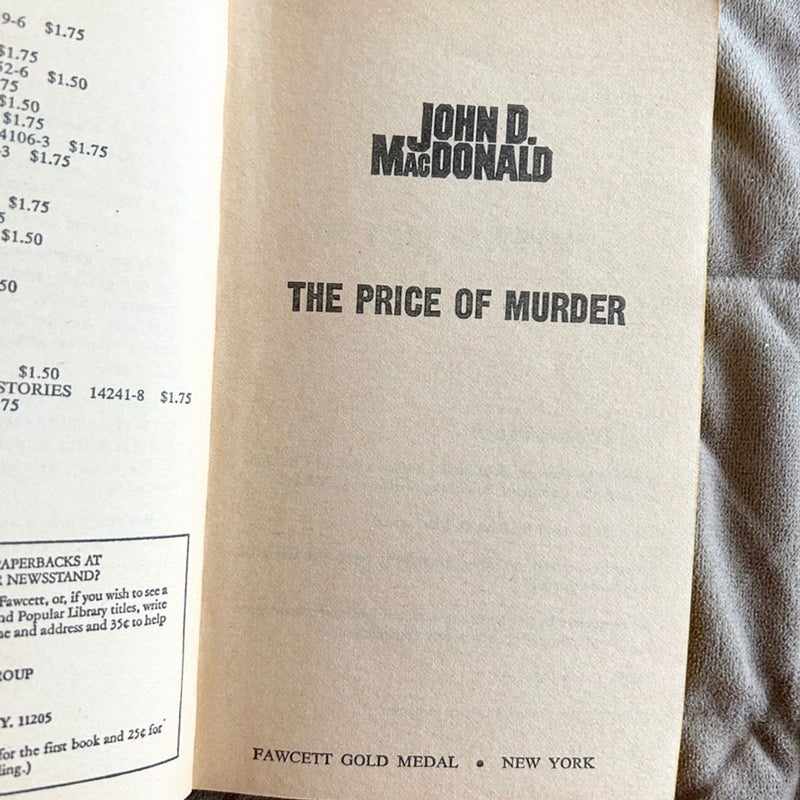 9-6 $1.75
$1.75
52-6 $1.50
75
$1.50
$1.75
4106-3 $1.75
-3 $1.75
$1.75
5
$1.50
50
$1.50
STORIES 14241-8 $1.75
75
PAPERBACKS AT
R NEWSSTAND?
Fawcett, or, if you wish to see a
nd Popular Library titles, write
ne and address and 35¢ to help
ROUP
Y. 11205
for the first book and 25¢ for
ling.)
JOHN D.
MACDONALD
THE PRICE OF MURDER
FAWCETT GOLD MEDAL • NEW YORK